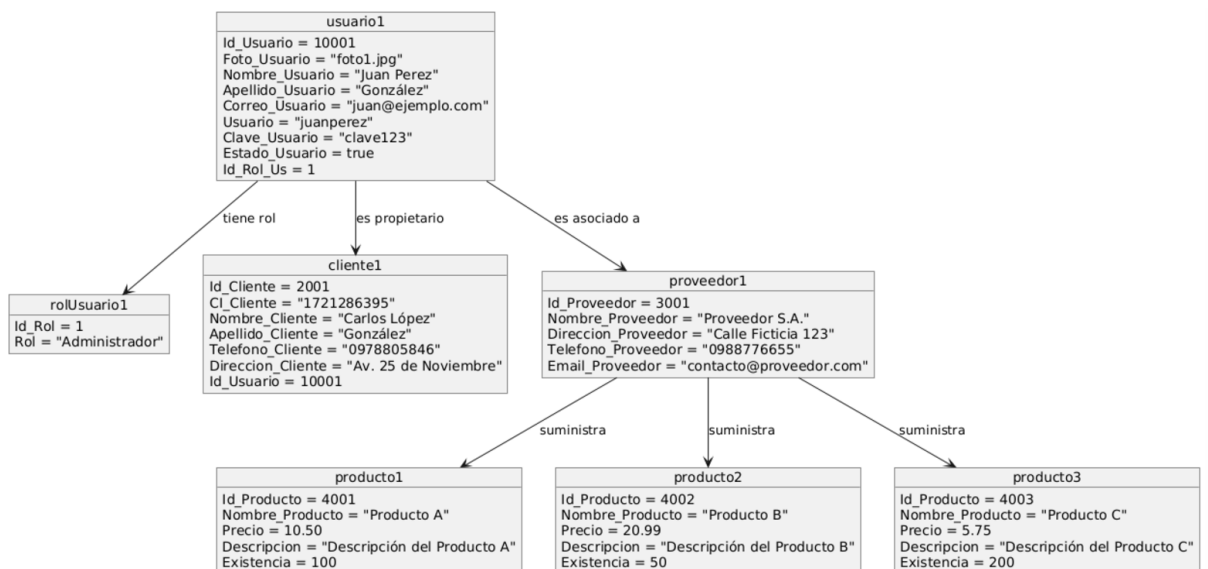 usuario1
Id_Usuario = 10001
Foto_Usuario = "foto1.jpg"
Nombre_Usuario = "Juan Perez"
Apellido_Usuario = "González"
Correo_Usuario = "juan@ejemplo.com"
Usuario = "juanperez"
Clave_Usuario = "clave123"
Estado_Usuario = true
Id_Rol_Us = 1
tiene rol
es propietario
es asociado a
rolUsuario1
Id_Rol = 1
Rol = "Administrador"
cliente1
Id_Cliente = 2001
CI_Cliente = "1721286395"
Nombre_Cliente = "Carlos López"
Apellido_Cliente = "González"
Telefono_Cliente = "0978805846"
Direccion_Cliente = "Av. 25 de Noviembre"
Id_Usuario = 10001
proveedor1
Id_Proveedor = 3001
Nombre_Proveedor = "Proveedor S.A."
Direccion_Proveedor = "Calle Ficticia 123"
Telefono_Proveedor = "0988776655"
Email_Proveedor = "contacto@proveedor.com"
suministra
suministra
suministra
producto1
Id_Producto = 4001
Nombre_Producto = "Producto A"
Precio = 10.50
Descripcion = "Descripción del Producto A"
Existencia = 100
producto2
Id_Producto = 4002
Nombre_Producto = "Producto B"
Precio = 20.99
Descripcion = "Descripción del Producto B"
Existencia = 50
producto3
Id_Producto = 4003
Nombre_Producto = "Producto C"
Precio = 5.75
Descripcion = "Descripción del Producto C"
Existencia = 200